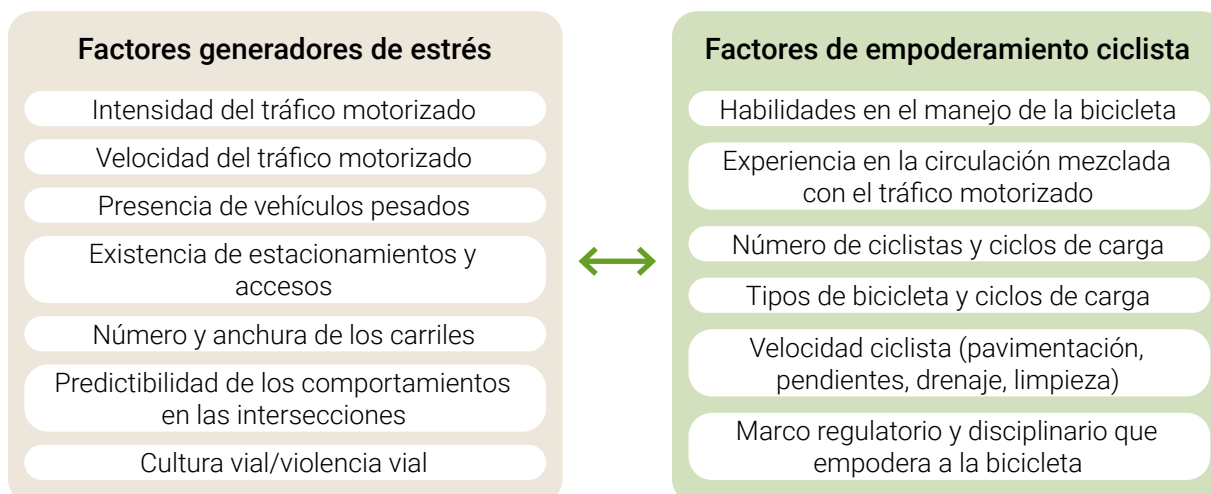 Factores generadores de estrés
Intensidad del tráfico motorizado
Velocidad del tráfico motorizado
Presencia de vehículos pesados
Existencia de estacionamientos y
accesos
Número y anchura de los carriles
Predictibilidad de los comportamientos
en las intersecciones
Cultura vial/violencia vial
Factores de empoderamiento ciclista
Habilidades en el manejo de la bicicleta
Experiencia en la circulación mezclada
con el tráfico motorizado
Número de ciclistas y ciclos de carga
Tipos de bicicleta y ciclos de carga
Velocidad ciclista (pavimentación,
pendientes, drenaje, limpieza)
Marco regulatorio y disciplinario que
empodera a la bicicleta